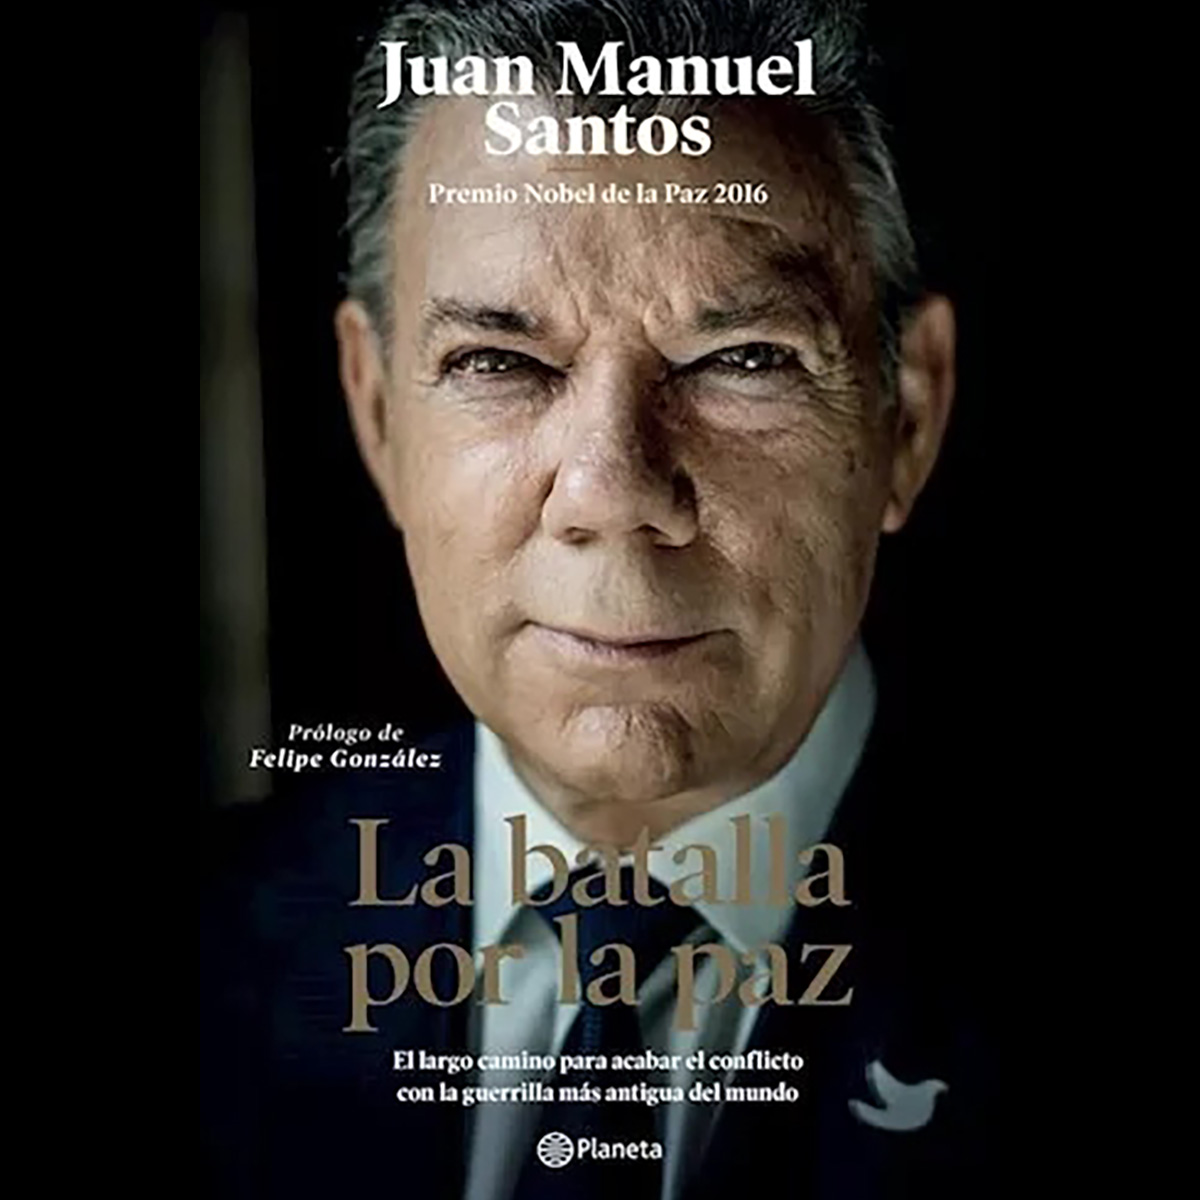 Juan Manuel
Santos
Premio Nobel de la Paz 2016
Prólogo de
Felipe González
La batalla
por la paz
El largo camino para acabar el conflicto
con la guerrilla más antigua del mundo
Planeta